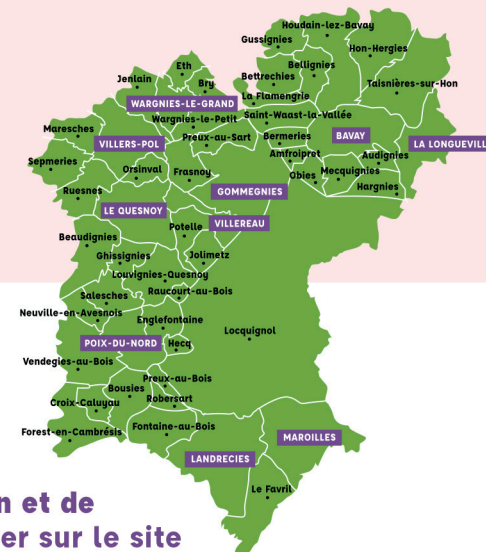 Houdain-lez-Bavay
Gussignies
Hon-Hergies
Eth
Bellignies
Jenlain
Bry
Bettrechies
Taisnières-sur-Hon
La Flamengrie
WARGNIES-LE-GRAND
Wargnies-le-Petit
Saint-Waast-la-Vallée
Maresches
Preux-au-Sart
Bermeries
BAVAY
VILLERS-POL
LA LONGUEVILL
Sepmeries
Amfroipret
Audignies
Orsinval
Frasnoy
Obies
Mecquignies
Ruesnes
GOMMEGNIES
Hargnies
LE QUESNOY
Potelle
VILLEREAU
Beaudignies
Ghissignies
Jolimetz
Louvignies-Quesnoy
Salesches
Raucourt-au-Bois
Neuville-en-Avesnois
Englefontaine
Locquignol
POIX-DU-NORD
Hecq
Vendegies-au-Bois
Preux-au-Bois
Bousies
Croix-Caluyau
Robersart
Forest-en-Cambrésis
Fontaine-au-Bois
MAROILLES
LANDRECIES
Le Favril
n et de
er sur le site